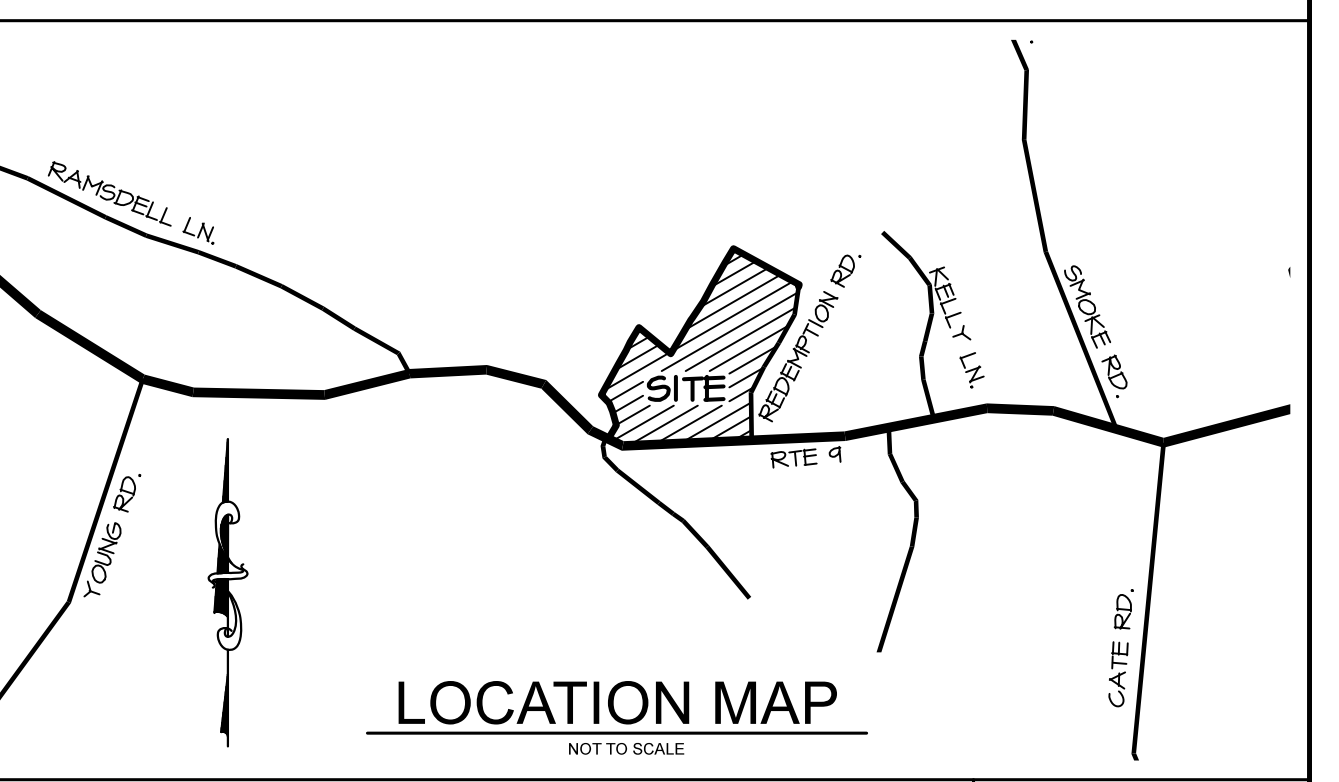 RAMSDELL LN.
REDEMPTION RD.
KELLY LN.
SMOKE RD.
SITE
RTE 9
YOUNG RD.
CATE RD.
LOCATION MAP
NOT TO SCALE